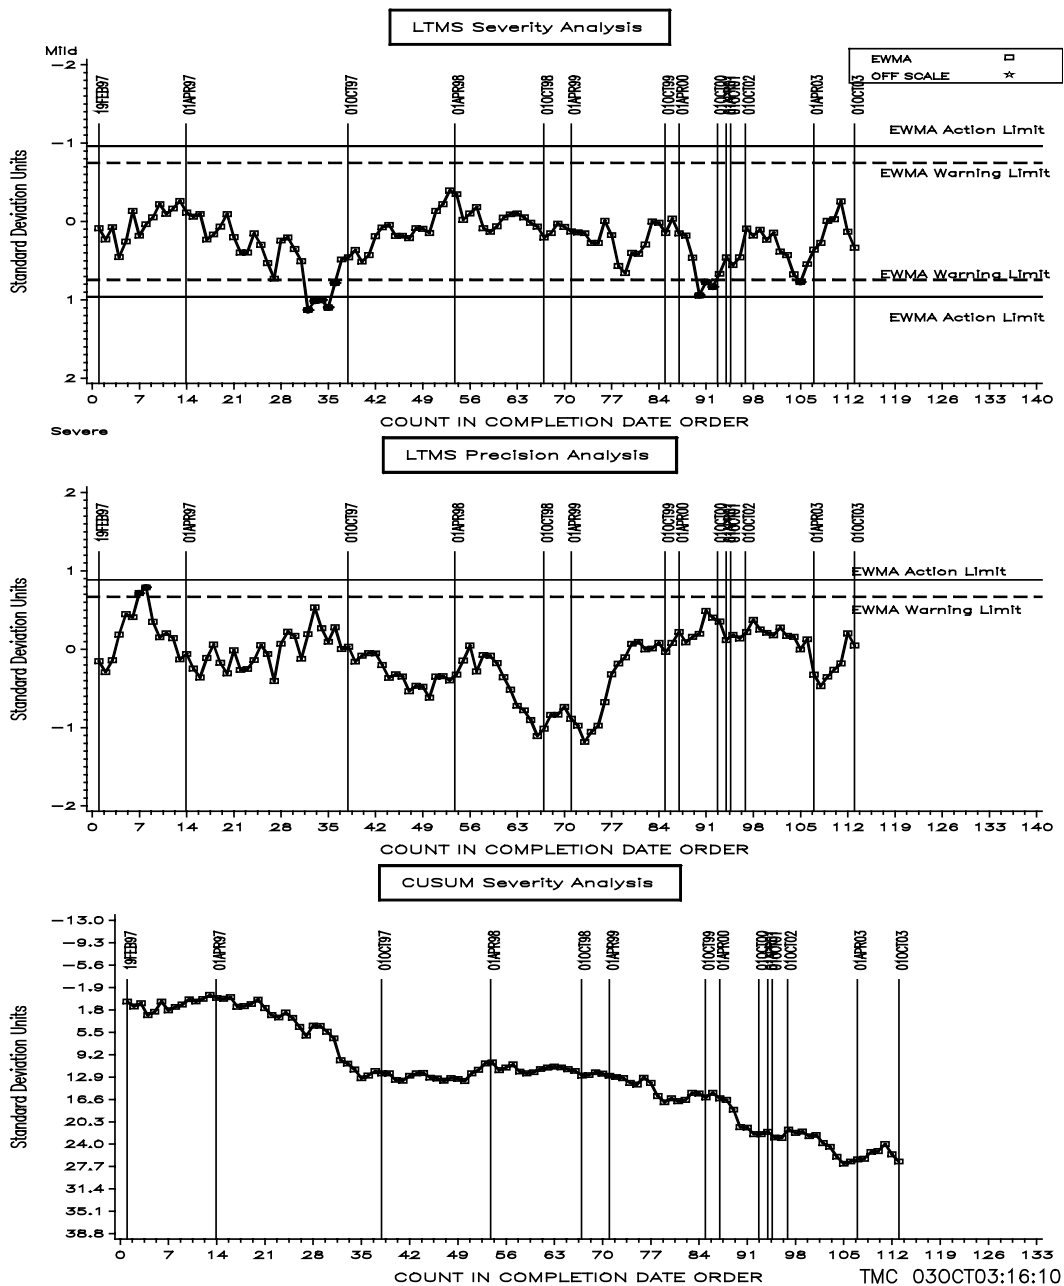 LTMS Severity Analysis
Mild
EWMA
OFF SCALE
19FEB97 01APR97 01OCT97 01APR98 01OCT98 01APR99 01OCT99 01APR00 01OCT00 01OCT01 01OCT02 01APR03 01OCT03
EWMA Action Limit
EWMA Warning Limit
EWMA Warning Limit
EWMA Action Limit
Standard Deviation Units
-2
-1
0
1
2
0 7 14 21 28 35 42 49 56 63 70 77 84 91 98 105 112 119 126 133 140
COUNT IN COMPLETION DATE ORDER
Severe
LTMS Precision Analysis
19FEB97 01APR97 01OCT97 01APR98 01OCT98 01APR99 01OCT99 01APR00 01OCT00 01OCT01 01OCT02 01APR03 01OCT03
EWMA Action Limit
EWMA Warning Limit
Standard Deviation Units
2
1
0
-1
-2
0 7 14 21 28 35 42 49 56 63 70 77 84 91 98 105 112 119 126 133 140
COUNT IN COMPLETION DATE ORDER
CUSUM Severity Analysis
19FEB97 01APR97 01OCT97 01APR98 01OCT98 01APR99 01OCT99 01APR00 01OCT00 01OCT01 01OCT02 01APR03 01OCT03
Standard Deviation Units
-13.0
-9.3
-5.6
-1.9
1.8
5.5
9.2
12.9
16.6
20.3
24.0
27.7
31.4
35.1
38.8
0 7 14 21 28 35 42 49 56 63 70 77 84 91 98 105 112 119 126 133
COUNT IN COMPLETION DATE ORDER
TMC 03OCT03:16:10